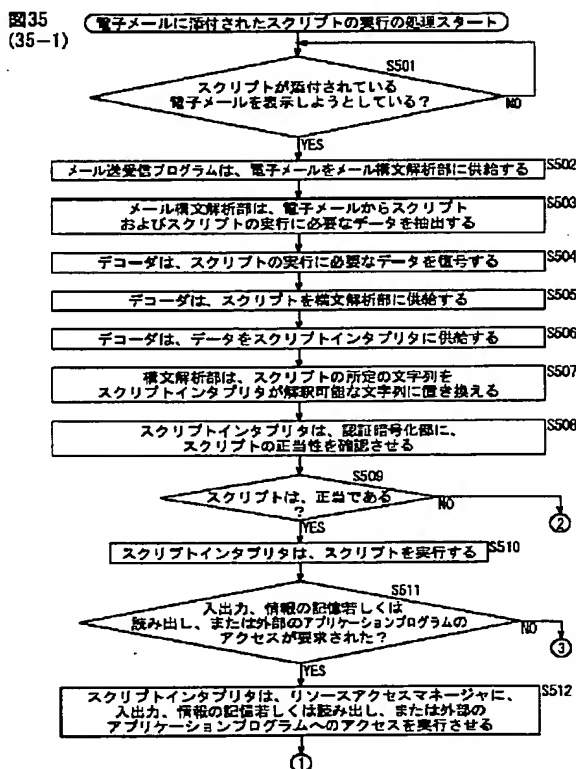 図35
(35−1)
電子メールに添付されたスクリプトの実行の処理スタート
S501
スクリプトが添付されている
電子メールを表示しようとしている?
NO
YES
メール送受信プログラムは、電子メールをメール構文解析部に供給する
S502
メール構文解析部は、電子メールからスクリプト
およびスクリプトの実行に必要なデータを抽出する
S503
デコーダは、スクリプトの実行に必要なデータを復号する
S504
デコーダは、スクリプトを構文解析部に供給する
S505
デコーダは、データをスクリプトインタプリタに供給する
S506
構文解析部は、スクリプトの所定の文字列を
スクリプトインタプリタが解釈可能な文字列に置き換える
S507
スクリプトインタプリタは、認証暗号化部に、
スクリプトの正当性を確認させる
S508
S509
スクリプトは、正当である
?
NO
②
YES
スクリプトインタプリタは、スクリプトを実行する
S510
S511
入出力、情報の記憶若しくは
読み出し、または外部のアプリケーションプログラムの
アクセスが要求された?
NO
③
YES
スクリプトインタプリタは、リソースアクセスマネージャに、
入出力、情報の記憶若しくは読み出し、または外部の
アプリケーションプログラムへのアクセスを実行させる
S512
①